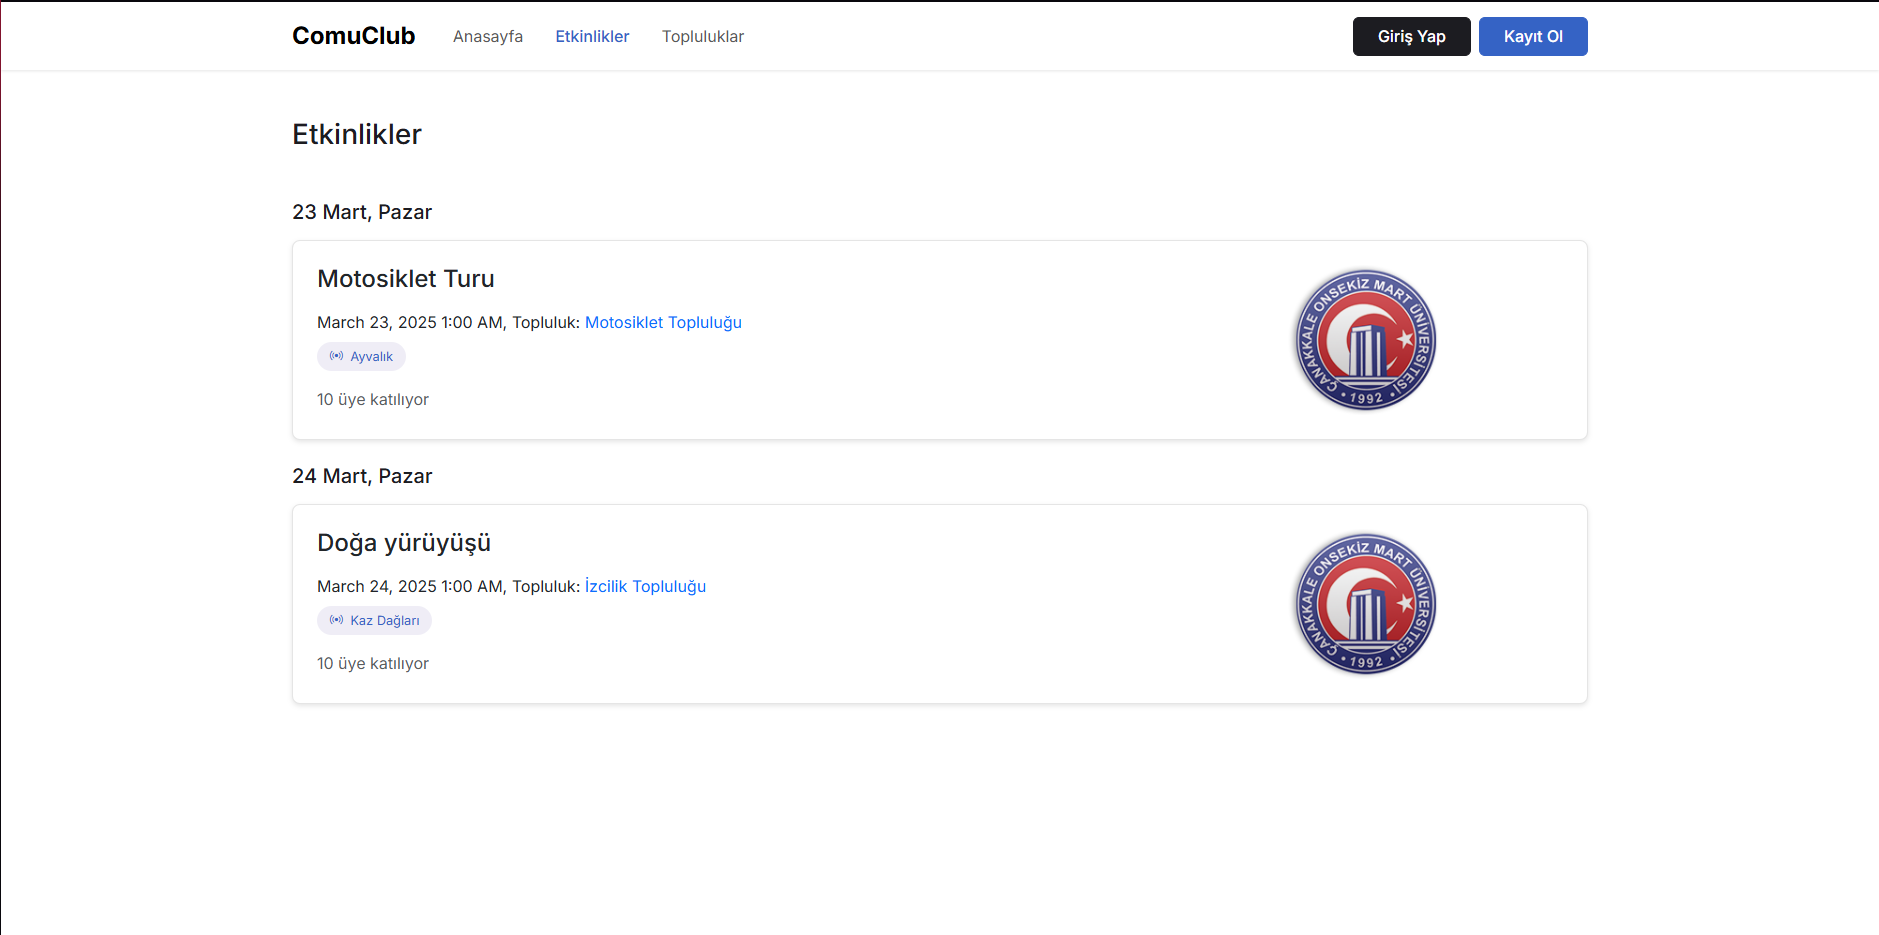 ComuClub Anasayfa Etkinlikler Topluluklar Giriş Yap Kayıt Ol
Etkinlikler
23 Mart, Pazar
Motosiklet Turu
March 23, 2025 1:00 AM, Topluluk: Motosiklet Topluluğu
Ayvalık
10 üye katılıyor
ÇANAKKALE ONSEKİZ MART ÜNİVERSİTESİ
• 1992 •
24 Mart, Pazar
Doğa yürüyüşü
March 24, 2025 1:00 AM, Topluluk: İzcilik Topluluğu
Kaz Dağları
10 üye katılıyor
ÇANAKKALE ONSEKİZ MART ÜNİVERSİTESİ
• 1992 •